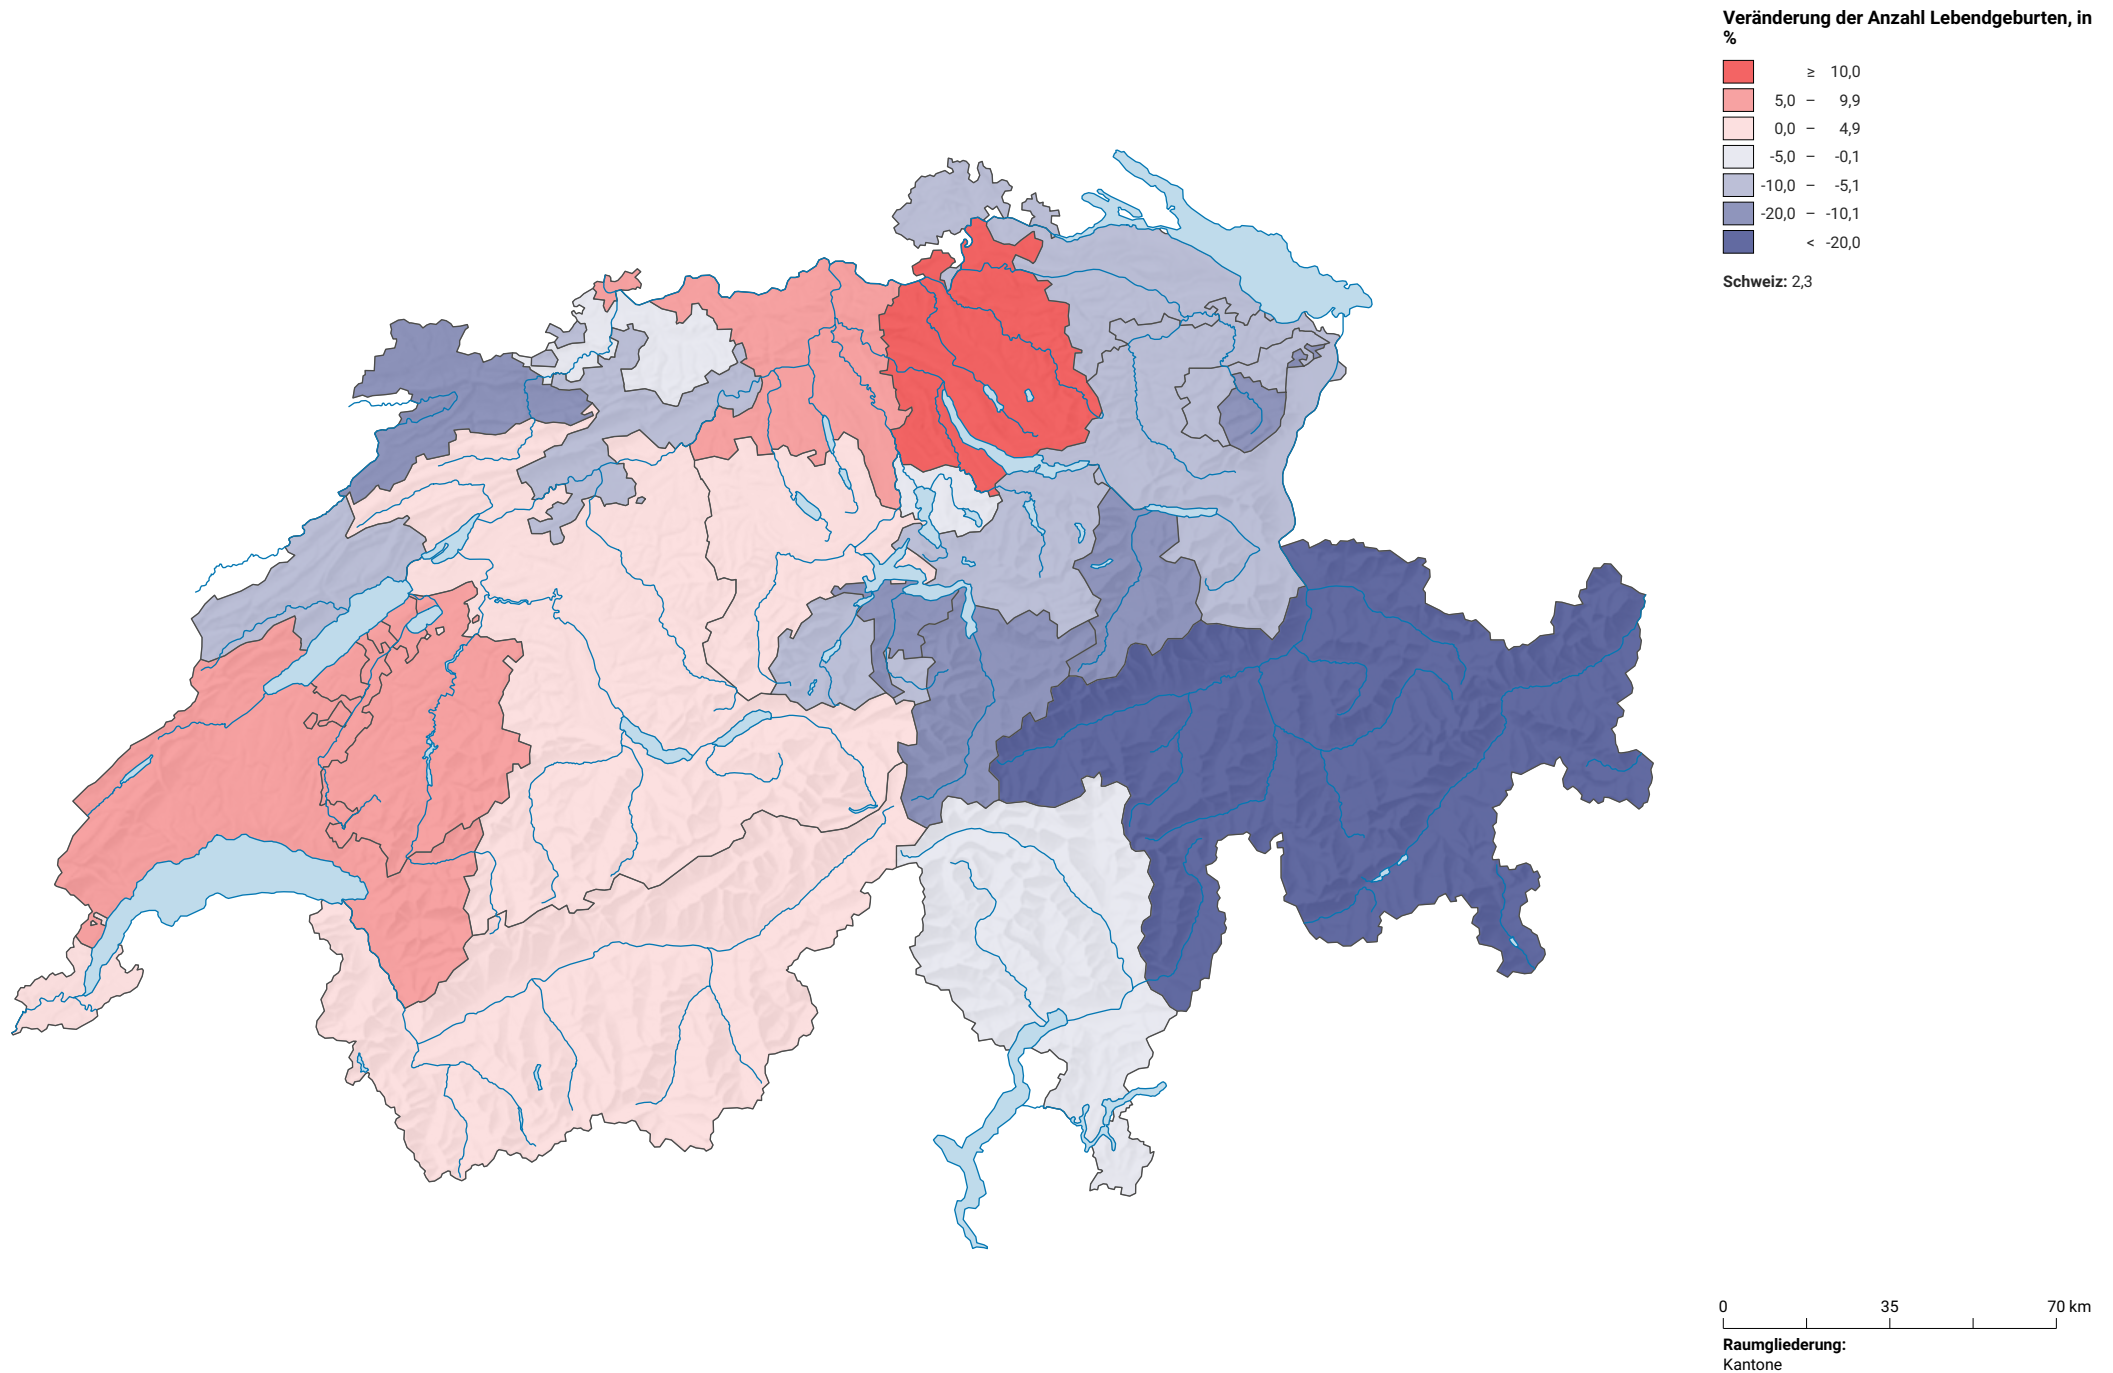 Veränderung der Anzahl Lebendgeburten, in
%
≥ 10,0
5,0 – 9,9
0,0 – 4,9
-5,0 – -0,1
-10,0 – -5,1
-20,0 – -10,1
< -20,0
Schweiz: 2,3
0 35 70 km
Raumgliederung:
Kantone